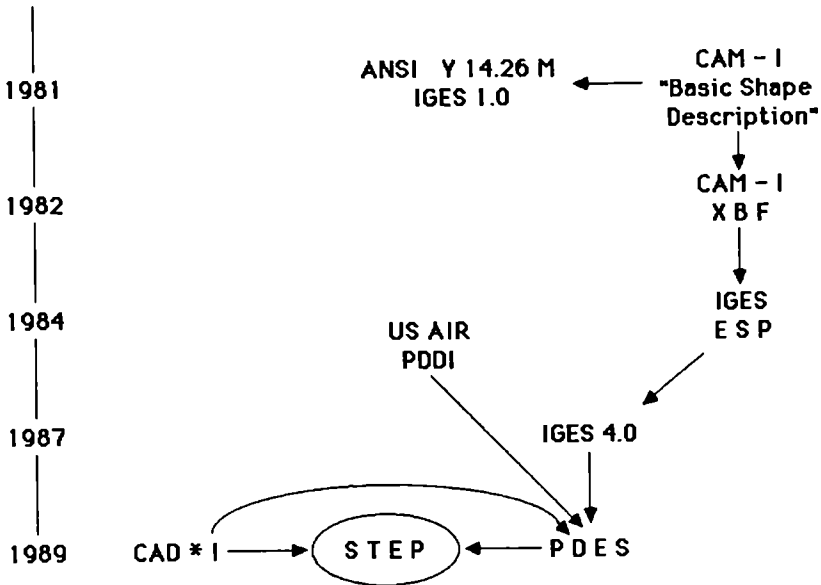 1981
ANSI Y 14.26 M
IGES 1.0
CAM - I
"Basic Shape
Description"
1982
CAM - I
X B F
1984
US AIR
PDDI
IGES
E S P
1987
IGES 4.0
1989
CAD * I
S T E P
P D E S